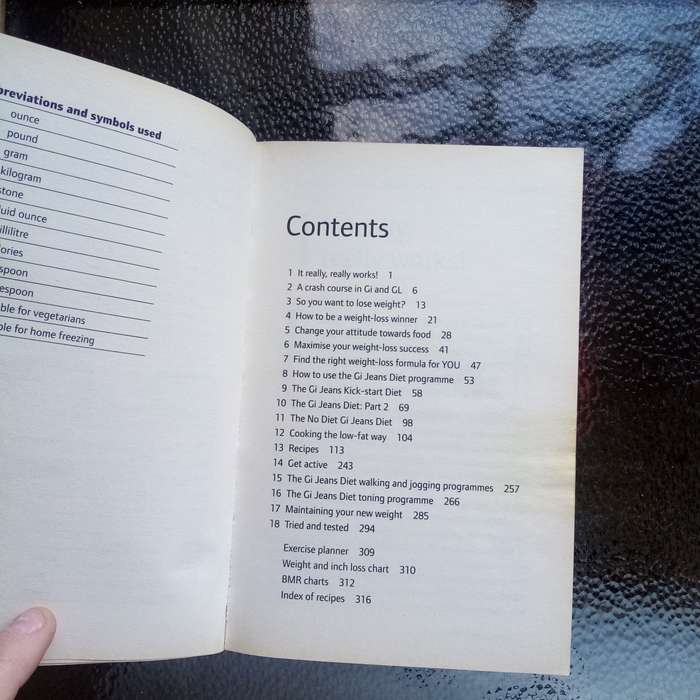 breviations and symbols used
ounce
pound
gram
kilogram
stone
fluid ounce
millilitre
ories
spoon
espoon
ble for vegetarians
ble for home freezing
Contents
1 It really, really works! 1
2 A crash course in Gi and GL 6
3 So you want to lose weight? 13
4 How to be a weight-loss winner 21
5 Change your attitude towards food 28
6 Maximise your weight-loss success 41
7 Find the right weight-loss formula for YOU 47
8 How to use the Gi Jeans Diet programme 53
9 The Gi Jeans Kick-start Diet 58
10 The Gi Jeans Diet: Part 2 69
11 The No Diet Gi Jeans Diet 98
12 Cooking the low-fat way 104
13 Recipes 113
14 Get active 243
15 The Gi Jeans Diet walking and jogging programmes 257
16 The Gi Jeans Diet toning programme 266
17 Maintaining your new weight 285
18 Tried and tested 294
Exercise planner 309
Weight and inch loss chart 310
BMR charts 312
Index of recipes 316